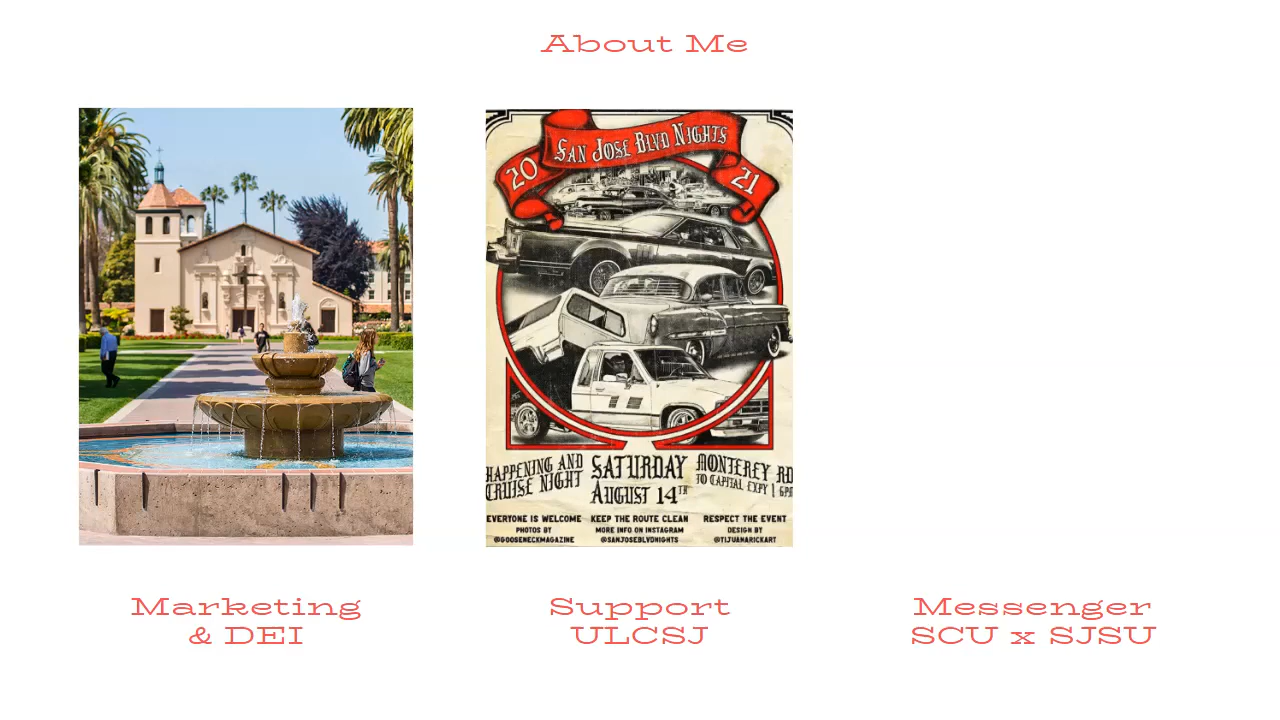 About Me
20 SAN JOSE BLVD NIGHTS 21
HAPPENING AND CRUISE NIGHT
SATURDAY
AUGUST 14TH
MONTEREY RD
TO CAPITAL EXPY | 6PM
EVERYONE IS WELCOME KEEP THE ROUTE CLEAN RESPECT THE EVENT
PHOTOS BY MORE INFO ON INSTAGRAM DESIGN BY
@GOOSENECKMAGAZINE @SANJOSEBLVDNIGHTS @TIJUANARICKART
Marketing
& DEI
Support
ULCSJ
Messenger
SCU x SJSU